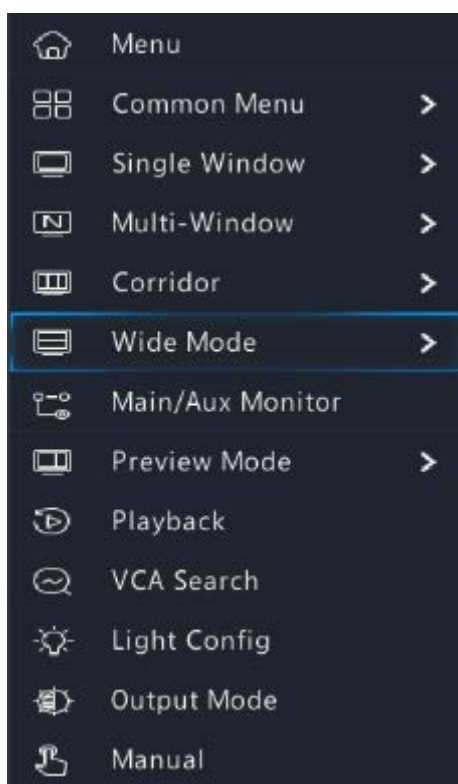 Menu
Common Menu
Single Window
Multi-Window
Corridor
Wide Mode
Main/Aux Monitor
Preview Mode
Playback
VCA Search
Light Config
Output Mode
Manual